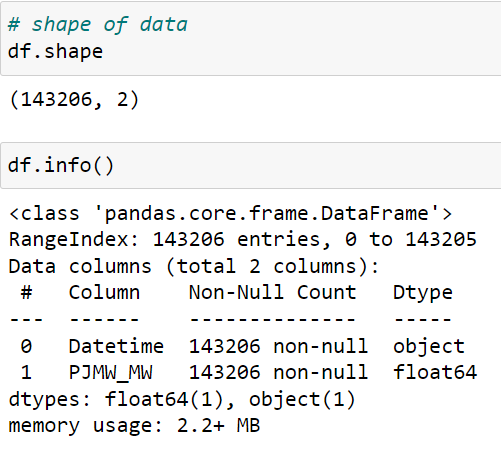 # shape of data
df.shape
(143206, 2)
df.info()
<class 'pandas.core.frame.DataFrame'>
RangeIndex: 143206 entries, 0 to 143205
Data columns (total 2 columns):
 #   Column    Non-Null Count   Dtype
---  ------    --------------   -----
 0   Datetime  143206 non-null  object
 1   PJMW_MW   143206 non-null  float64
dtypes: float64(1), object(1)
memory usage: 2.2+ MB